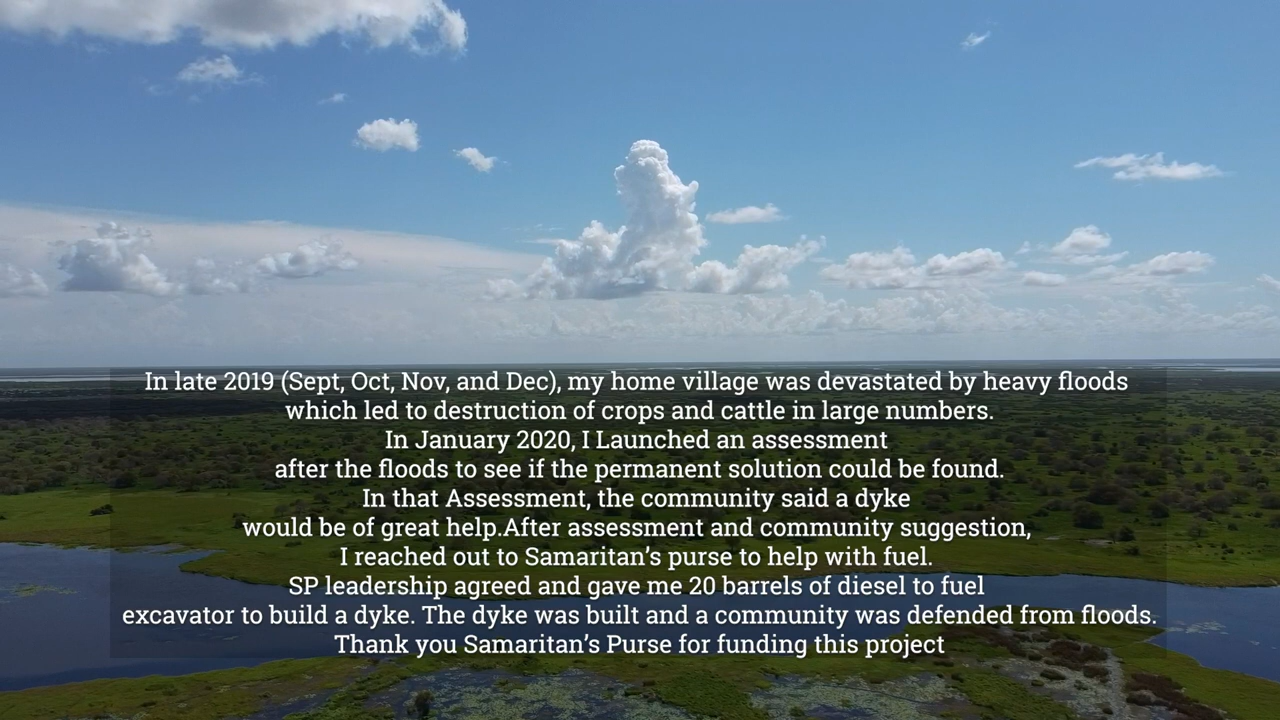 In late 2019 (Sept, Oct, Nov, and Dec), my home village was devastated by heavy floods
which led to destruction of crops and cattle in large numbers.
In January 2020, I Launched an assessment
after the floods to see if the permanent solution could be found.
In that Assessment, the community said a dyke
would be of great help.After assessment and community suggestion,
I reached out to Samaritan’s purse to help with fuel.
SP leadership agreed and gave me 20 barrels of diesel to fuel
excavator to build a dyke. The dyke was built and a community was defended from floods.
Thank you Samaritan’s Purse for funding this project